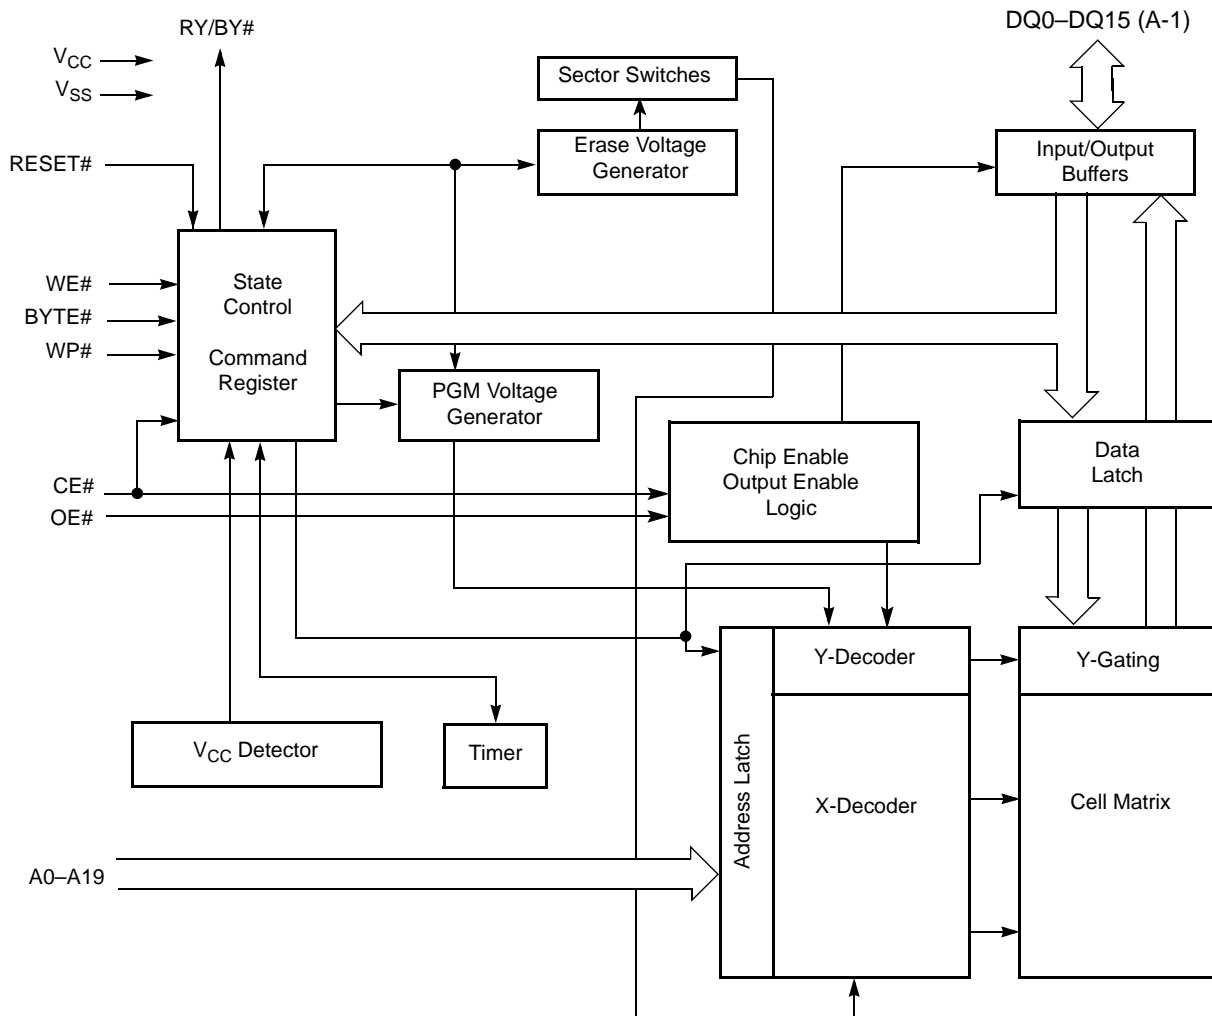 RY/BY#
DQ0–DQ15 (A-1)
VCC
VSS
Sector Switches
Erase Voltage
Generator
Input/Output
Buffers
RESET#
WE#
BYTE#
WP#
State
Control
Command
Register
PGM Voltage
Generator
Chip Enable
Output Enable
Logic
Data
Latch
CE#
OE#
Y-Decoder
Y-Gating
VCC Detector
Timer
Address Latch
X-Decoder
Cell Matrix
A0–A19